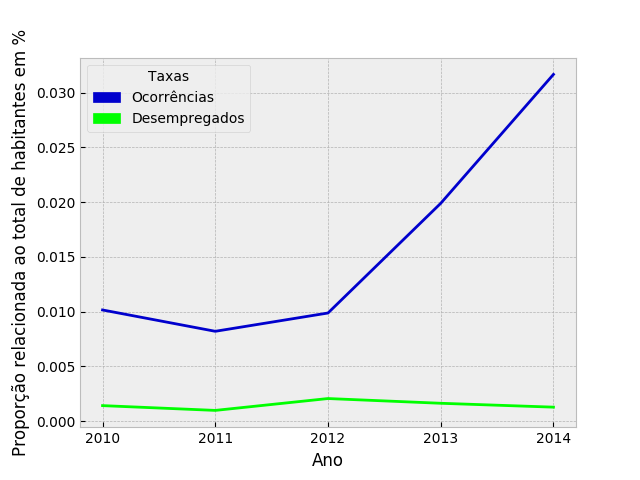 Proporção relacionada ao total de habitantes em %
Taxas
Ocorrências
Desempregados
0.030
0.025
0.020
0.015
0.010
0.005
0.000
2010 2011 2012 2013 2014
Ano